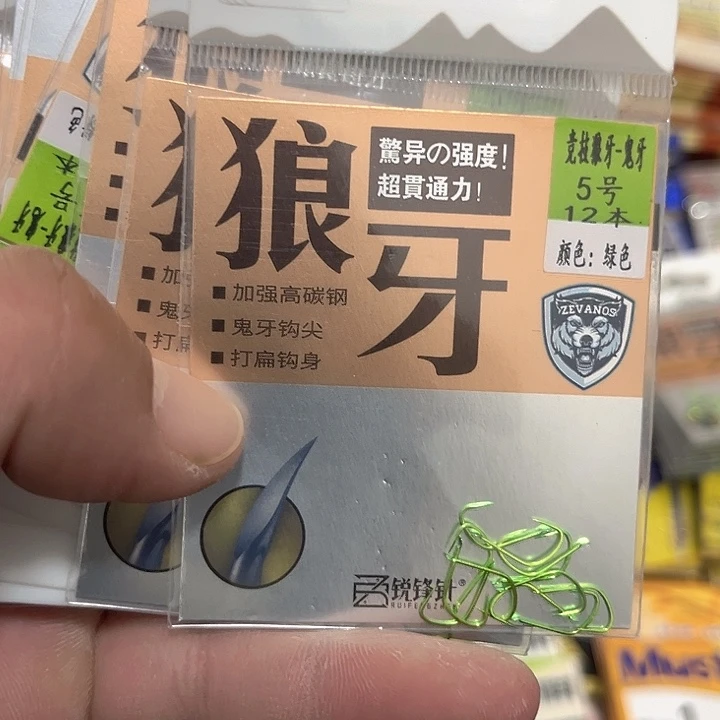 狼牙
驚异の强度!
超貫通力!
竞技狼牙-鬼牙
5号
12本
颜色：绿色
ZEVANOS
■ 加强高碳钢
■ 鬼牙钩尖
■ 打扁钩身
锐锋针®
RUIFENGZHEN